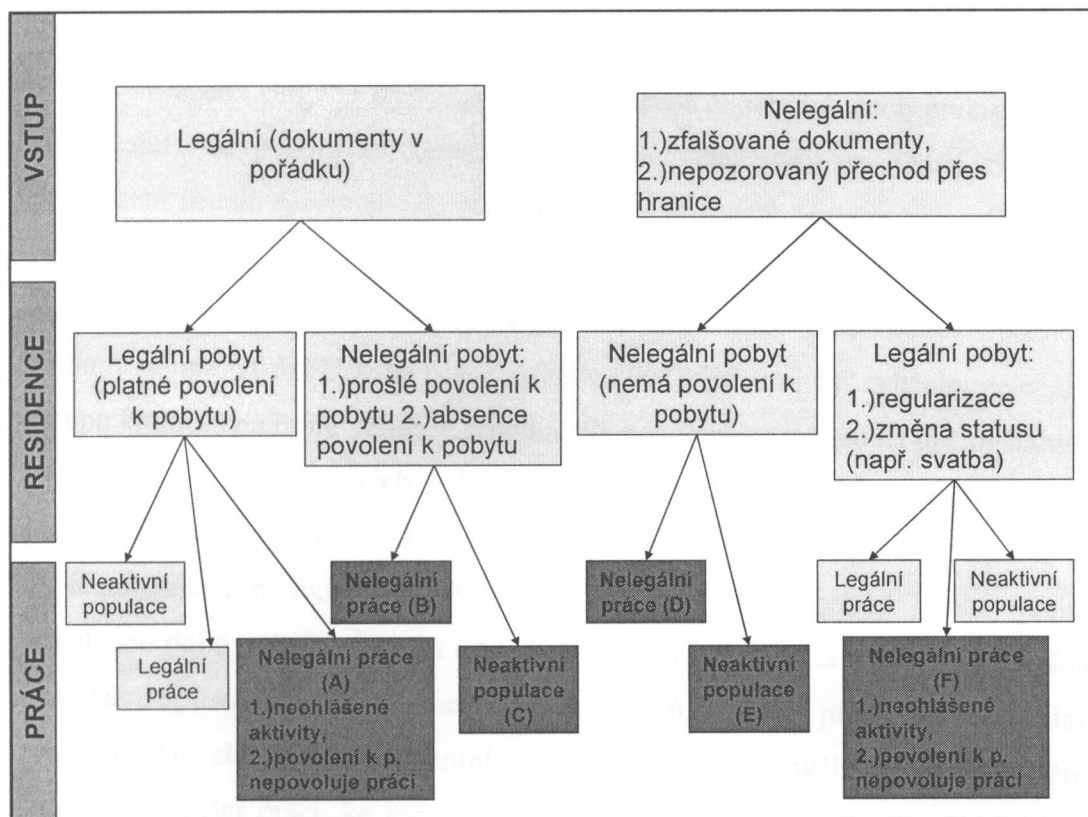 VSTUP
Legální (dokumenty v
pořádku)
Nelegální:
1.)zfalšované dokumenty,
2.)nepozorovaný přechod přes
hranice
RESIDENCE
Legální pobyt
(platné povolení
k pobytu)
Nelegální pobyt:
1.)prošlé povolení k
pobytu 2.)absence
povolení k pobytu
Nelegální pobyt
(nemá povolení k
pobytu)
Legální pobyt:
1.)regularizace
2.)změna statusu
(např. svatba)
PRÁCE
Neaktivní
populace
Legální
práce
Nelegální práce
(A)
1.)neohlášené
aktivity,
2.)povolení k p.
nepovoluje práci
Nelegální
práce (B)
Neaktivní
populace
(C)
Nelegální
práce (D)
Neaktivní
populace
(E)
Legální
práce
Nelegální práce
(F)
1.)neohlášené
aktivity,
2.)povolení k p.
nepovoluje práci
Neaktivní
populace